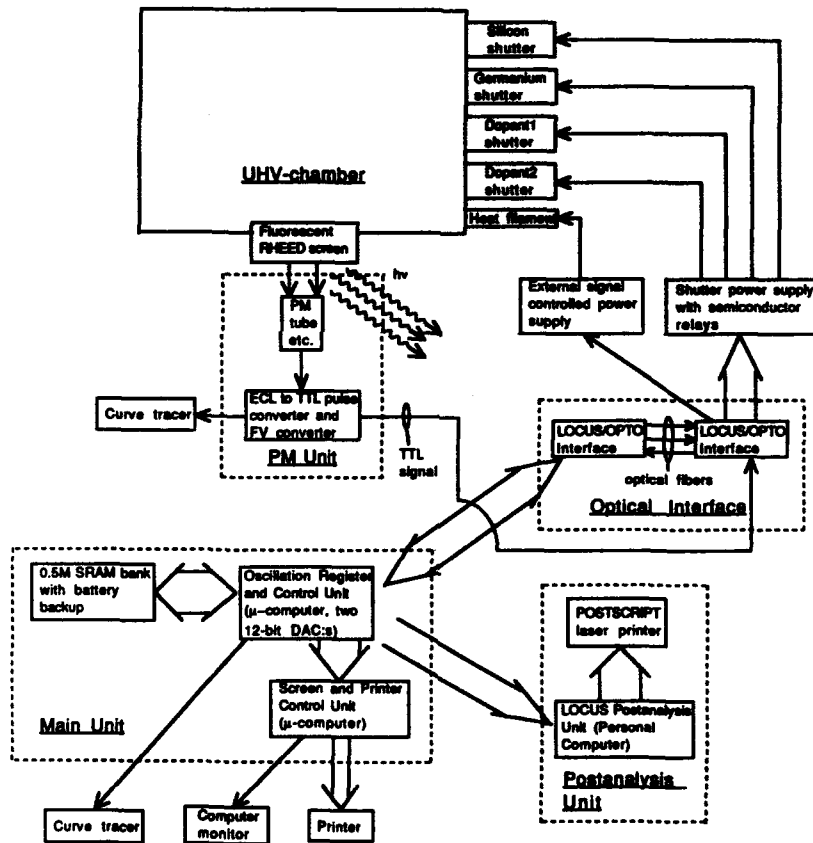 Silicon
shutter
Germanium
shutter
Dopant1
shutter
Dopant2
shutter
Heat filament
UHV-chamber
Fluorescent
RHEED screen
hv
PM
tube
etc.
External signal
controlled power
supply
Shutter power supply
with semiconductor
relays
Curve tracer
ECL to TTL pulse
converter and
FV converter
PM Unit
TTL
signal
LOCUS/OPTO
Interface
LOCUS/OPTO
Interface
optical fibers
Optical Interface
0.5M SRAM bank
with battery
backup
Oscillation Register
and Control Unit
(μ-computer, two
12-bit DAC:s)
Screen and Printer
Control Unit
(μ-computer)
Main Unit
POSTSCRIPT
laser printer
LOCUS Postanalysis
Unit (Personal
Computer)
Postanalysis
Unit
Curve tracer
Computer
monitor
Printer